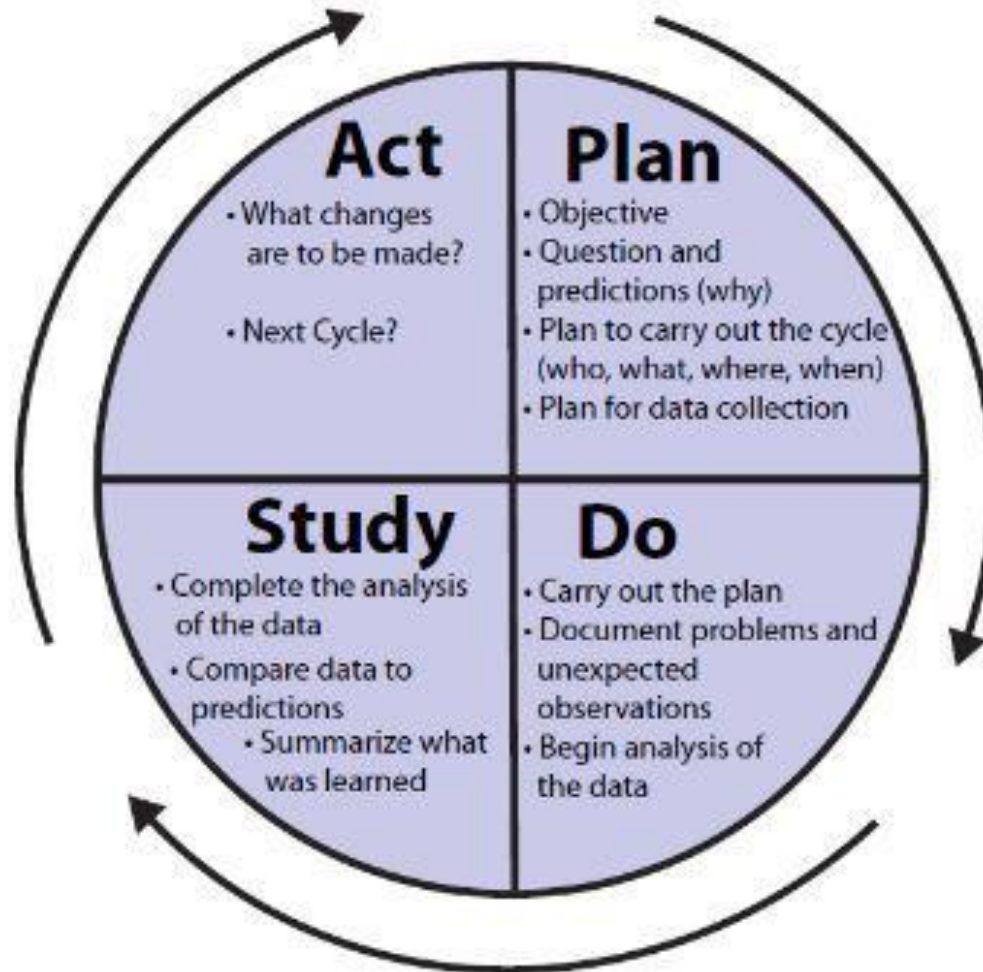 Act
• What changes
are to be made?
• Next Cycle?
Plan
• Objective
• Question and
predictions (why)
• Plan to carry out the cycle
(who, what, where, when)
• Plan for data collection
Study
• Complete the analysis
of the data
• Compare data to
predictions
• Summarize what
was learned
Do
• Carry out the plan
• Document problems and
unexpected
observations
• Begin analysis of
the data